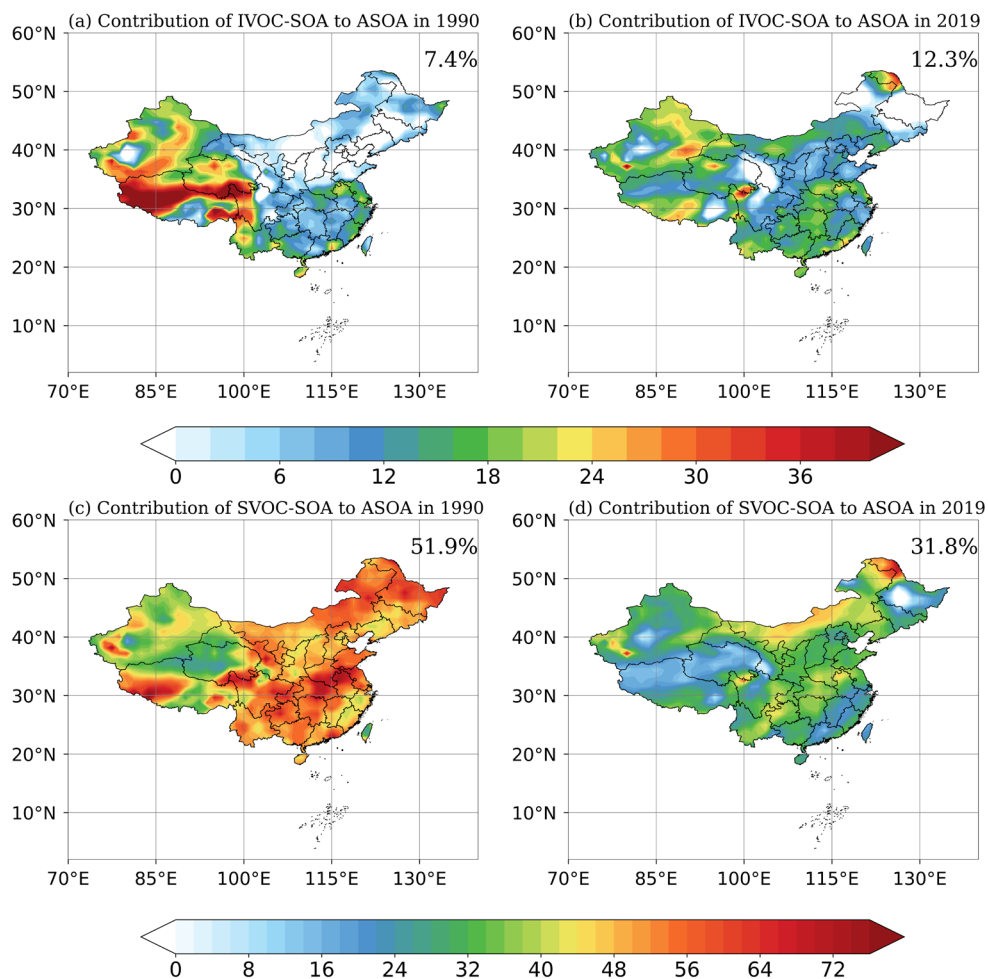 (a) Contribution of IVOC-SOA to ASOA in 1990
(b) Contribution of IVOC-SOA to ASOA in 2019
60°N
50°N
40°N
30°N
20°N
10°N
7.4%
70°E 85°E 100°E 115°E 130°E
60°N
50°N
40°N
30°N
20°N
10°N
12.3%
70°E 85°E 100°E 115°E 130°E
0 6 12 18 24 30 36
(c) Contribution of SVOC-SOA to ASOA in 1990
(d) Contribution of SVOC-SOA to ASOA in 2019
60°N
50°N
40°N
30°N
20°N
10°N
51.9%
70°E 85°E 100°E 115°E 130°E
60°N
50°N
40°N
30°N
20°N
10°N
31.8%
70°E 85°E 100°E 115°E 130°E
0 8 16 24 32 40 48 56 64 72